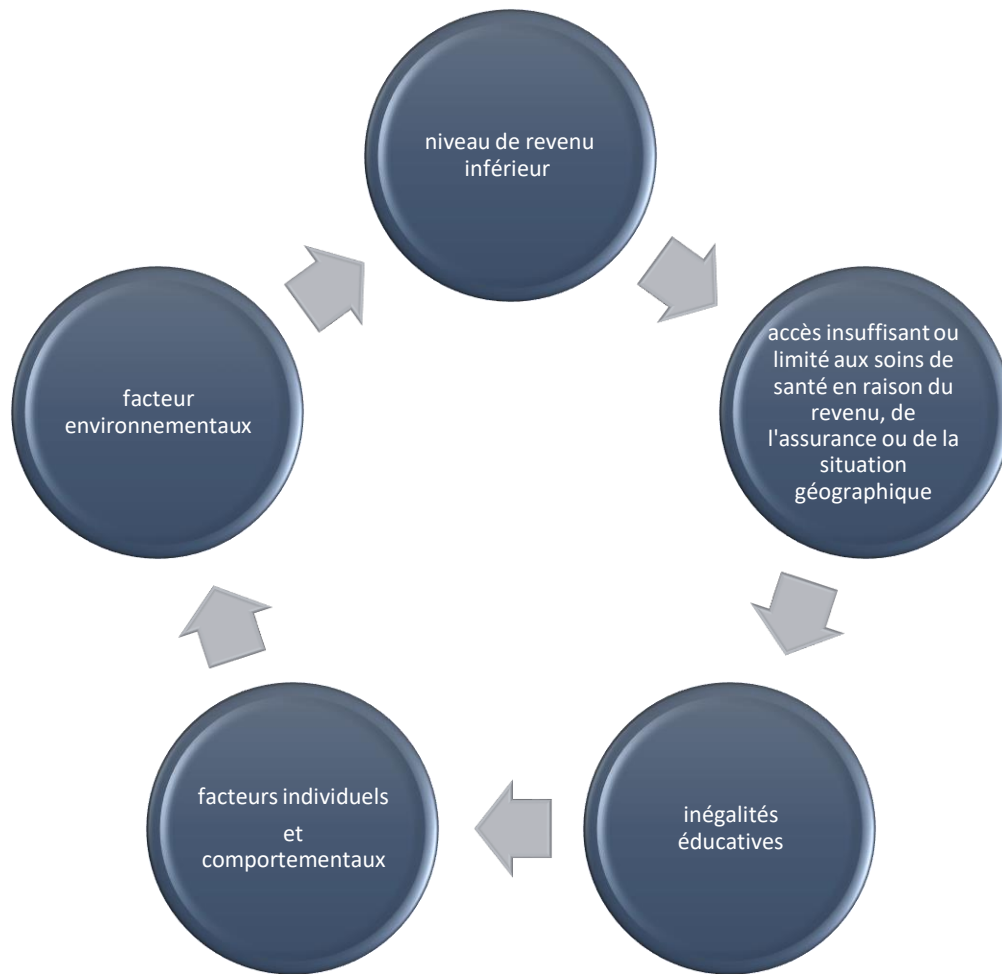 niveau de revenu
inférieur
accès insuffisant ou
limité aux soins de
santé en raison du
revenu, de
l'assurance ou de la
situation
géographique
inégalités
éducatives
facteurs individuels
et
comportementaux
facteur
environnementaux